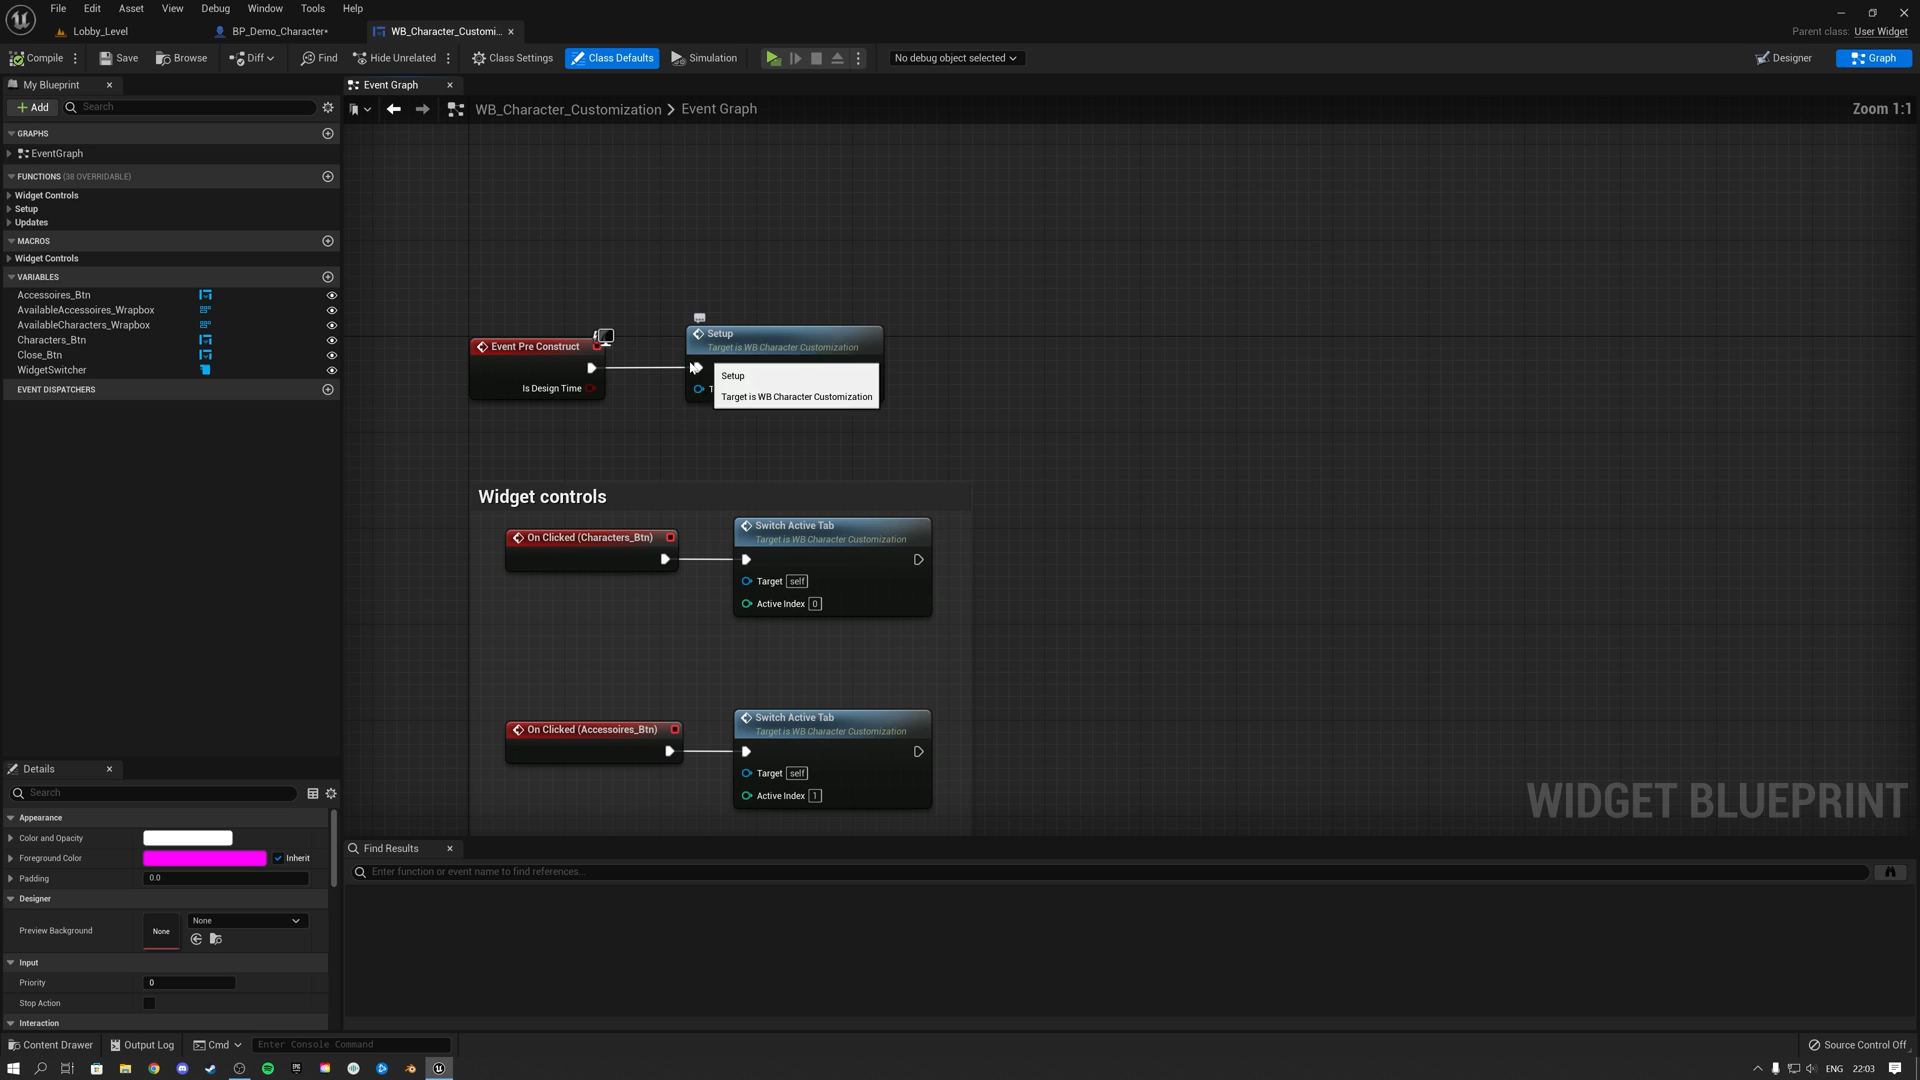 File Edit Asset View Debug Window Tools Help
Lobby_Level BP_Demo_Character* WB_Character_Customi...
Parent class: User Widget
Compile Save Browse Diff Find Hide Unrelated Class Settings Class Defaults Simulation No debug object selected Designer Graph
My Blueprint
Event Graph
Add Search
WB_Character_Customization > Event Graph
Zoom 1:1
GRAPHS
EventGraph
FUNCTIONS (38 OVERRIDABLE)
Widget Controls
Setup
Updates
MACROS
Widget Controls
VARIABLES
Accessoires_Btn
AvailableAccessoires_Wrapbox
AvailableCharacters_Wrapbox
Characters_Btn
Close_Btn
WidgetSwitcher
EVENT DISPATCHERS
Event Pre Construct
Is Design Time
Setup
Target is WB Character Customization
Setup
Target is WB Character Customization
Widget controls
On Clicked (Characters_Btn)
Switch Active Tab
Target is WB Character Customization
Target self
Active Index 0
On Clicked (Accessoires_Btn)
Switch Active Tab
Target is WB Character Customization
Target self
Active Index 1
WIDGET BLUEPRINT
Details
Search
Appearance
Color and Opacity
Foreground Color Inherit
Padding 0.0
Designer
Preview Background None None
Input
Priority 0
Stop Action
Interaction
Find Results
Enter function or event name to find references...
Content Drawer Output Log Cmd Enter Console Command
Source Control Off
ENG 22:03